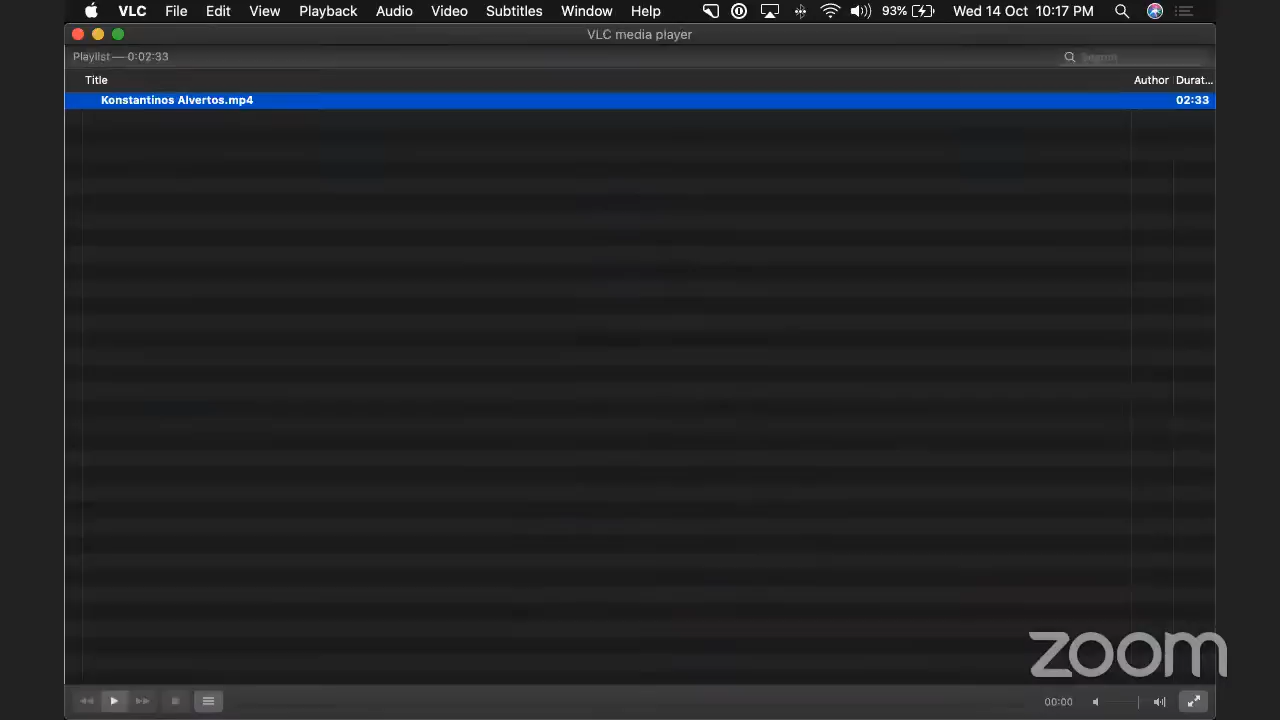 VLC File Edit View Playback Audio Video Subtitles Window Help 93% Wed 14 Oct 10:17 PM
VLC media player
Playlist — 0:02:33 Search
Title Author Durat...
Konstantinos Alvertos.mp4 02:33
zoom
00:00